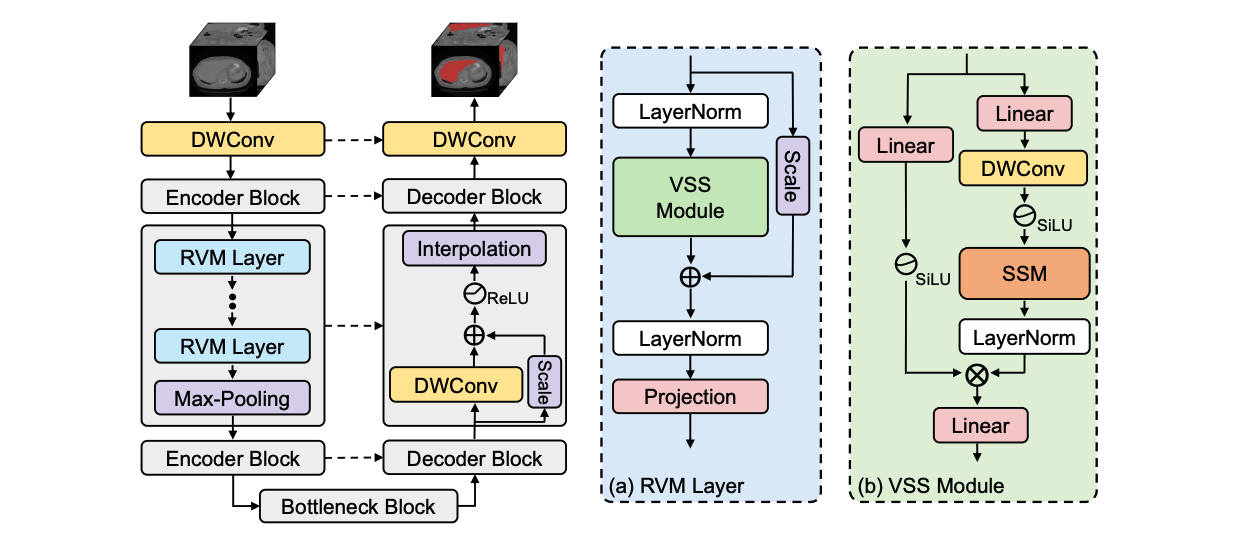 DWConv
Encoder Block
RVM Layer
RVM Layer
Max-Pooling
Encoder Block
Bottleneck Block
DWConv
Decoder Block
Interpolation
ReLU
DWConv
Scale
Decoder Block
LayerNorm
VSS
Module
Scale
LayerNorm
Projection
(a) RVM Layer
Linear
Linear
DWConv
SiLU
SiLU
SSM
LayerNorm
Linear
(b) VSS Module